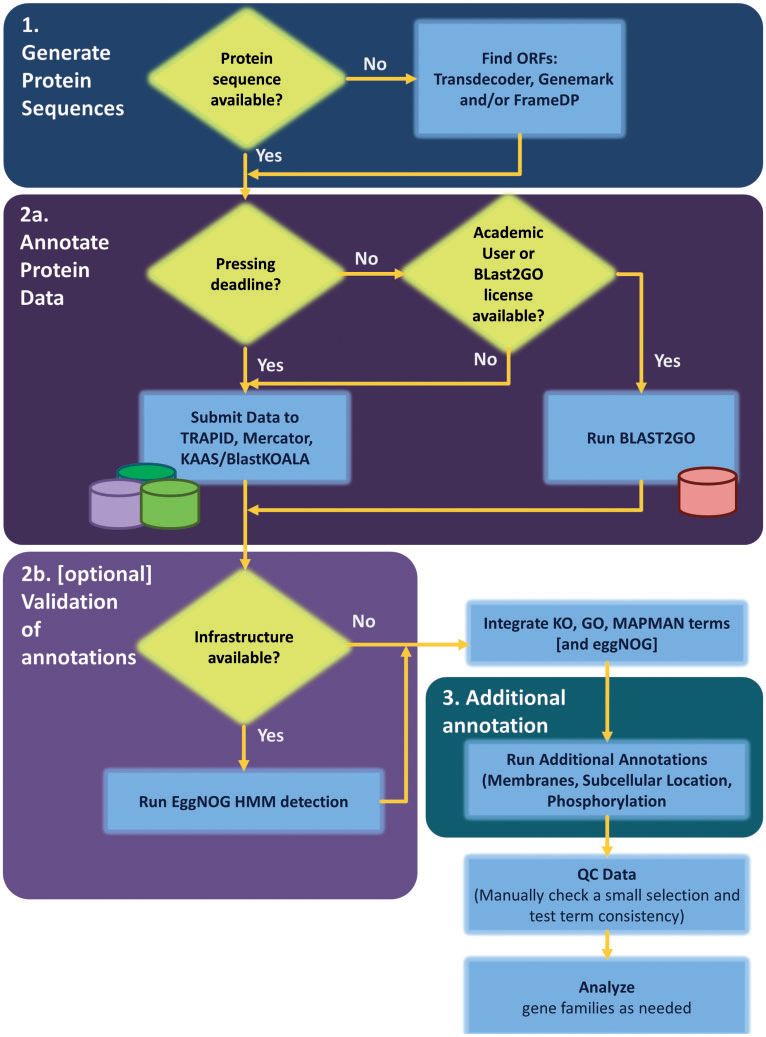 1.
Generate
Protein
Sequences
Protein
sequence
available?
No
Find ORFs:
Transdecoder, Genemark
and/or FrameDP
Yes
2a.
Annotate
Protein
Data
Pressing
deadline?
No
Academic
User or
BLast2GO
license
available?
Yes
No
Yes
Submit Data to
TRAPID, Mercator,
KAAS/BlastKOALA
Run BLAST2GO
2b. [optional]
Validation
of
annotations
Infrastructure
available?
No
Yes
Run EggNOG HMM detection
Integrate KO, GO, MAPMAN terms
[and eggNOG]
3. Additional
annotation
Run Additional Annotations
(Membranes, Subcellular Location,
Phosphorylation
QC Data
(Manually check a small selection and
test term consistency)
Analyze
gene families as needed